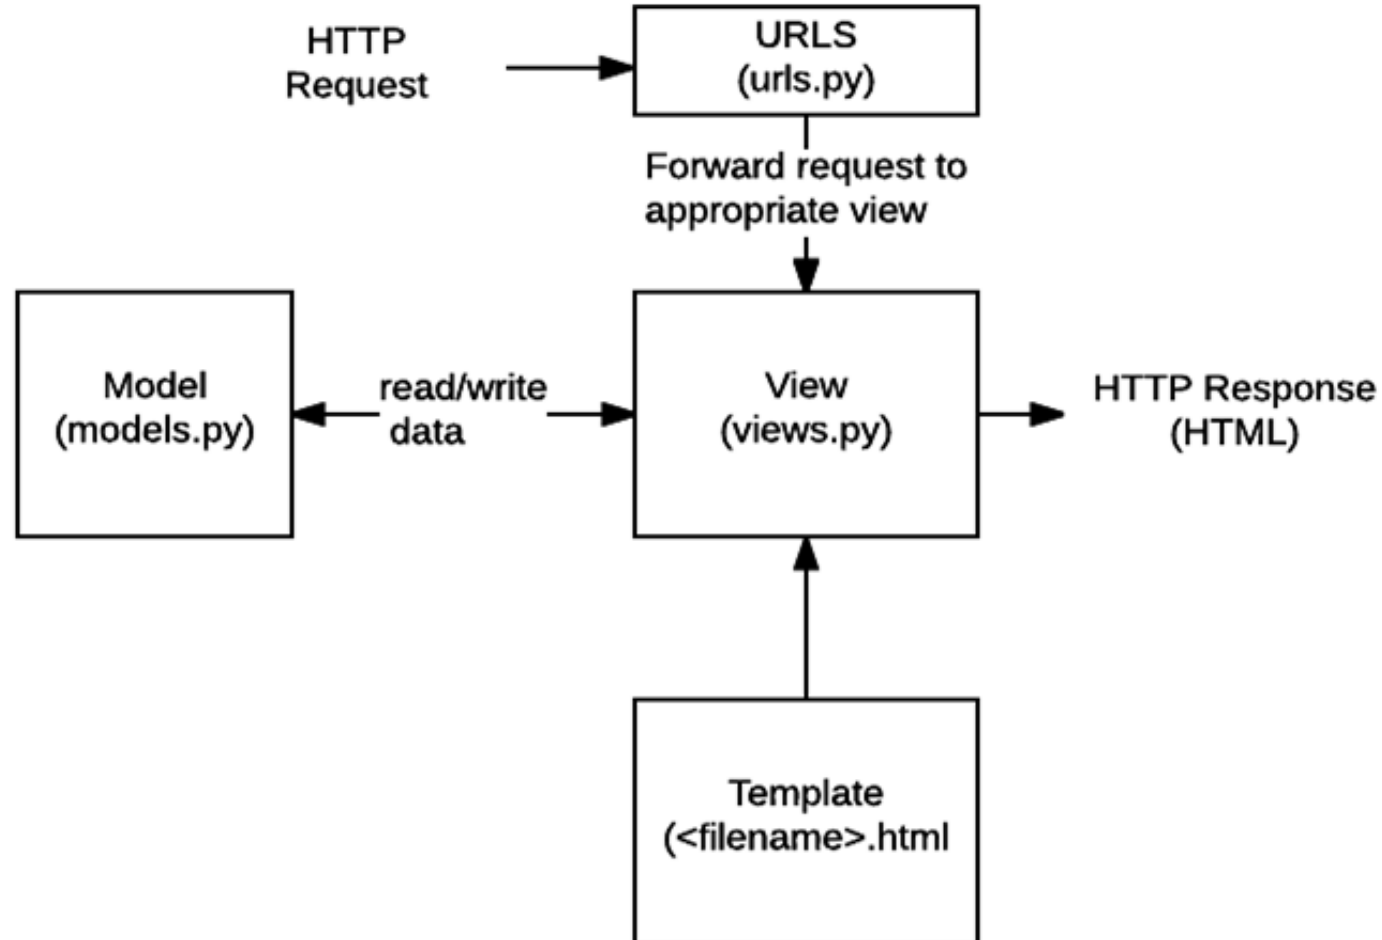 HTTP
Request
URLS
(urls.py)
Forward request to
appropriate view
Model
(models.py)
read/write
data
View
(views.py)
HTTP Response
(HTML)
Template
(<filename>.html